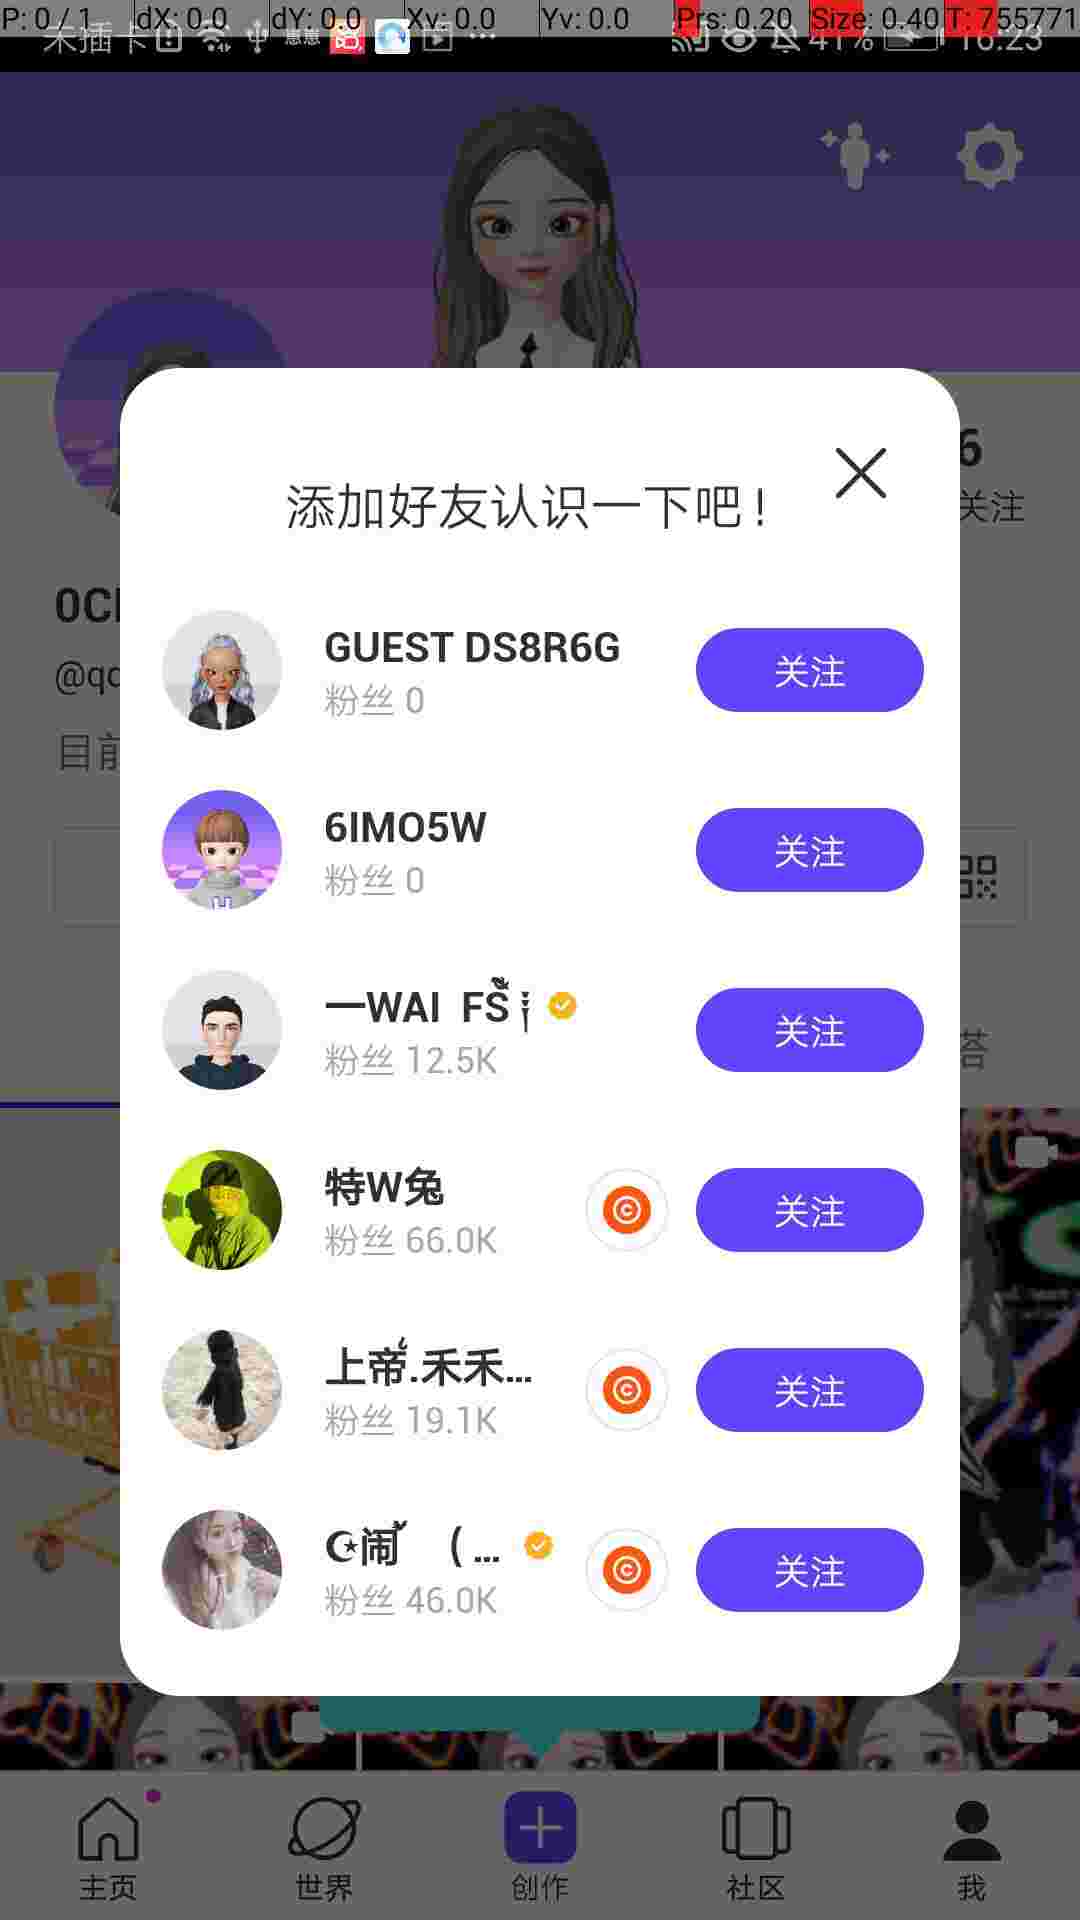 P: 0 / 1 dX: 0.0 dY: 0.0 Xv: 0.0 Yv: 0.0 Prs: 0.20 Size: 0.40 T: 755771
未插卡 41% 16:23
6
关注
添加好友认识一下吧!
GUEST DS8R6G
粉丝 0
关注
6IMO5W
粉丝 0
关注
一WAI FS
粉丝 12.5K
关注
特W兔
粉丝 66.0K
关注
上帝.禾禾...
粉丝 19.1K
关注
☪闹 ( ...
粉丝 46.0K
关注
目前
主页 世界 创作 社区 我